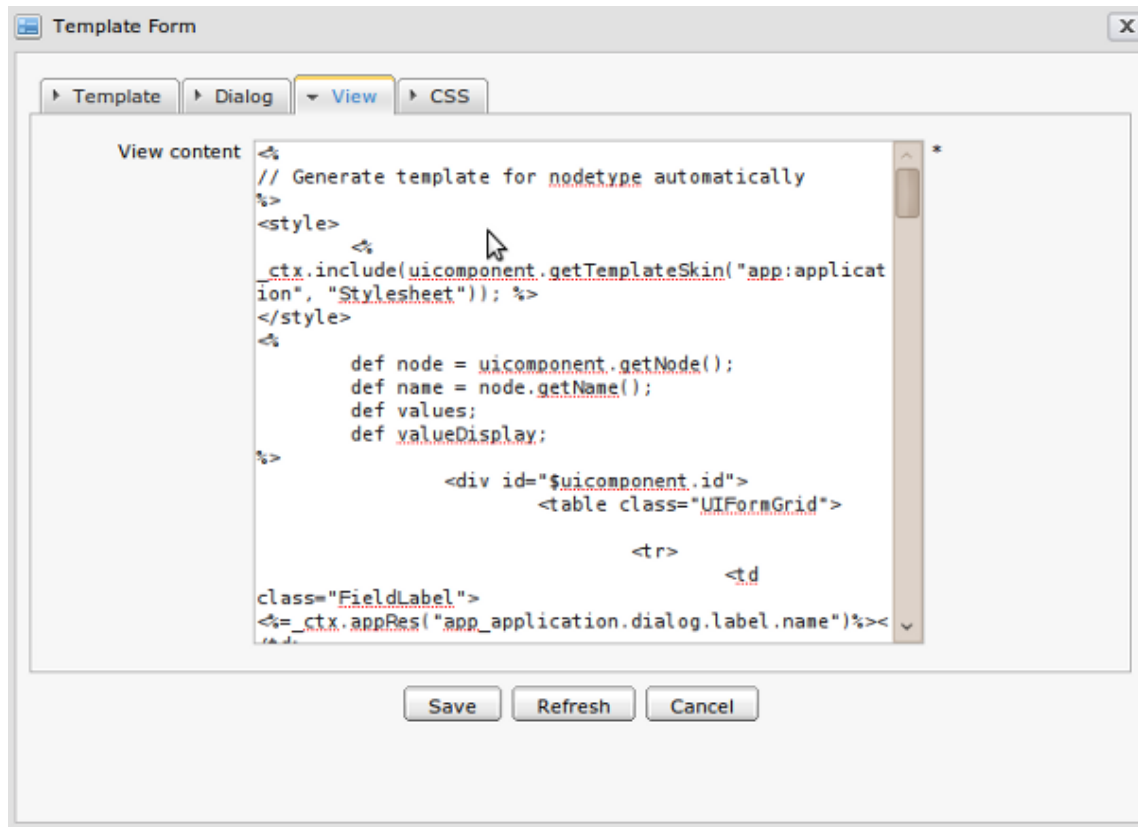 Template Form
X
Template
Dialog
View
CSS
View content
*
<%
// Generate template for nodetype automatically
%>
<style>
<%
_ctx.include(uicomponent.getTemplateSkin("app:applicat
ion", "Stylesheet")); %>
</style>
<%
def node = uicomponent.getNode();
def name = node.getName();
def values;
def valueDisplay;
%>
<div id="$uicomponent.id">
<table class="UIFormGrid">
<tr>
<td
class="FieldLabel">
<%=_ctx.appRes("app_application.dialog.label.name")%><
Save
Refresh
Cancel